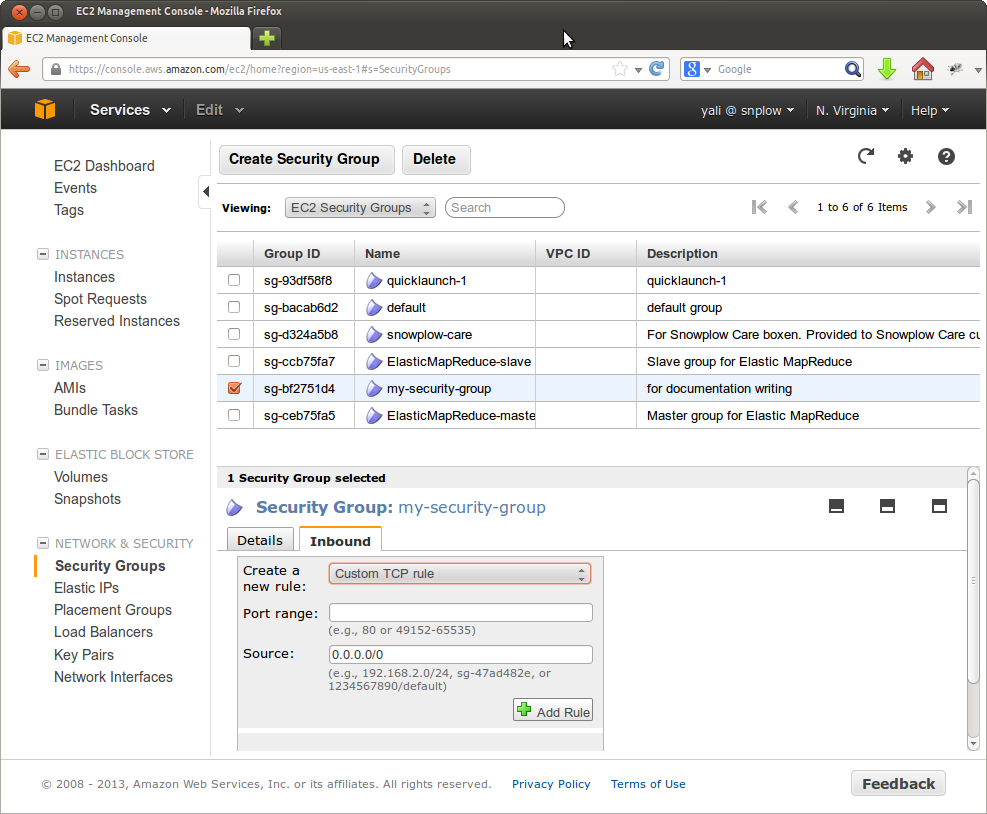 EC2 Management Console - Mozilla Firefox
EC2 Management Console
https://console.aws.amazon.com/ec2/home?region=us-east-1#s=SecurityGroups
8 Google
Services Edit yali @ snplow N. Virginia Help
EC2 Dashboard
Events
Tags
INSTANCES
Instances
Spot Requests
Reserved Instances
IMAGES
AMIs
Bundle Tasks
ELASTIC BLOCK STORE
Volumes
Snapshots
NETWORK & SECURITY
Security Groups
Elastic IPs
Placement Groups
Load Balancers
Key Pairs
Network Interfaces
Create Security Group Delete
Viewing: EC2 Security Groups Search 1 to 6 of 6 Items
Group ID Name VPC ID Description
sg-93df58f8 quicklaunch-1 quicklaunch-1
sg-bacab6d2 default default group
sg-d324a5b8 snowplow-care For Snowplow Care boxen. Provided to Snowplow Care cu
sg-ccb75fa7 ElasticMapReduce-slave Slave group for Elastic MapReduce
sg-bf2751d4 my-security-group for documentation writing
sg-ceb75fa5 ElasticMapReduce-maste Master group for Elastic MapReduce
1 Security Group selected
Security Group: my-security-group
Details Inbound
Create a
new rule: Custom TCP rule
Port range:
(e.g., 80 or 49152-65535)
Source: 0.0.0.0/0
(e.g., 192.168.2.0/24, sg-47ad482e, or
1234567890/default)
Add Rule
© 2008 - 2013, Amazon Web Services, Inc. or its affiliates. All rights reserved. Privacy Policy Terms of Use Feedback